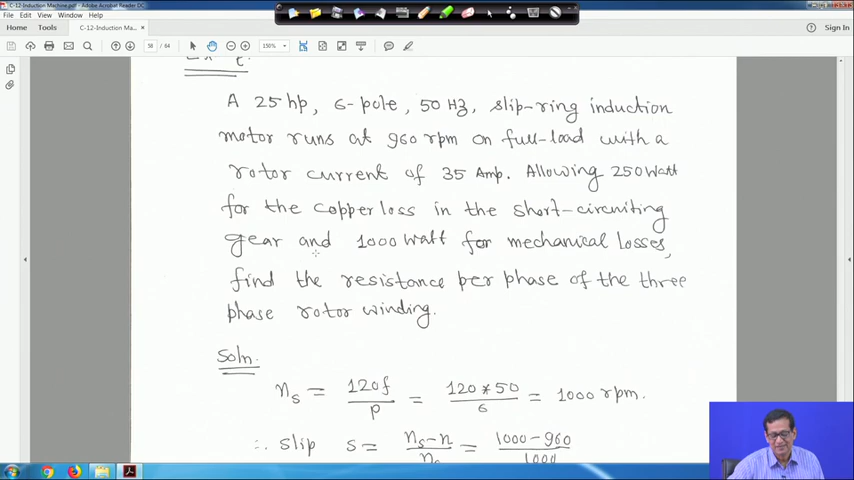 C-12-Induction Machine.pdf - Adobe Acrobat Reader DC
File Edit View Window Help
Home Tools C-12-Induction Ma... × Sign In
58 / 64 150%
A 25 hp, 6-pole, 50 Hz, slip-ring induction
motor runs at 960 rpm on full-load with a
rotor current of 35 Amp. Allowing 250 Watt
for the copper loss in the short-circuiting
gear and 1000 Watt for mechanical losses,
find the resistance per phase of the three
phase rotor winding.
Soln.
ns = 120f / p = 120*50 / 6 = 1000 rpm.
∴ slip s = ns-n / ns = 1000-960 / 1000